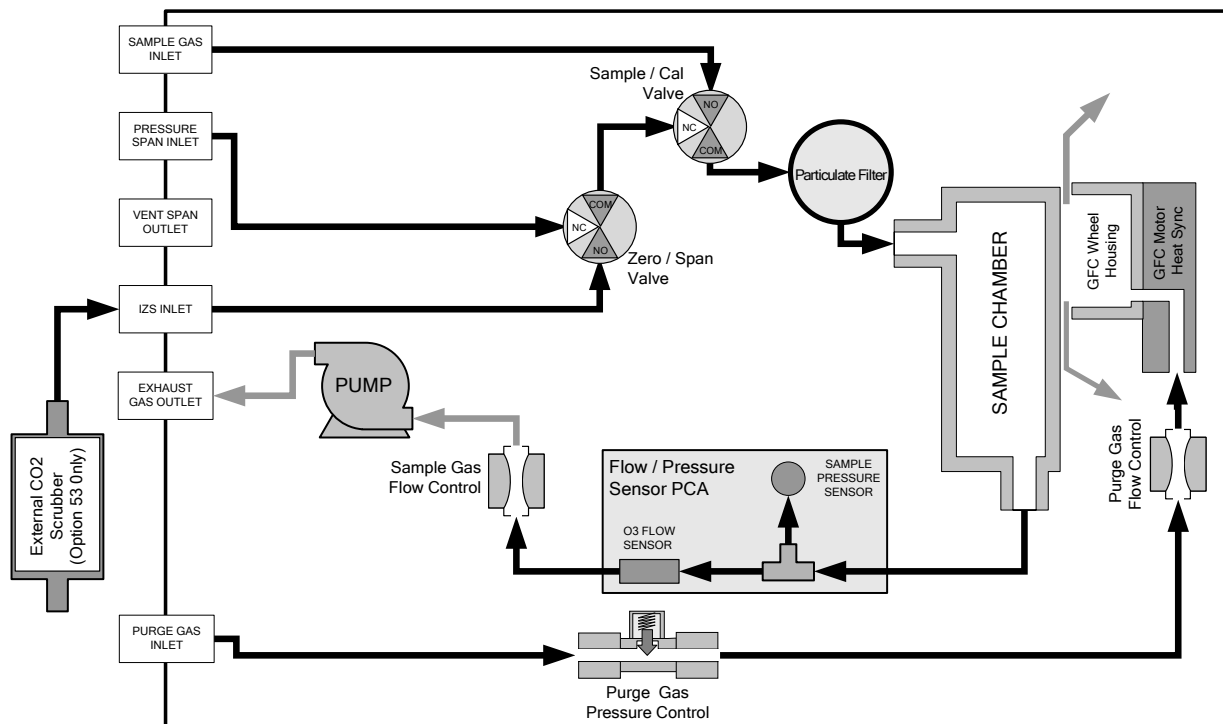 SAMPLE GAS
INLET
PRESSURE
SPAN INLET
VENT SPAN
OUTLET
IZS INLET
EXHAUST
GAS OUTLET
PURGE GAS
INLET
External CO2
Scrubber
(Option 53 0nly)
Sample / Cal
Valve
NO
NC
COM
COM
NC
NO
Zero / Span
Valve
Particulate Filter
SAMPLE CHAMBER
GFC Wheel
Housing
GFC Motor
Heat Sync
PUMP
Sample Gas
Flow Control
Flow / Pressure
Sensor PCA
SAMPLE
PRESSURE
SENSOR
O3 FLOW
SENSOR
Purge Gas
Flow Control
Purge Gas
Pressure Control